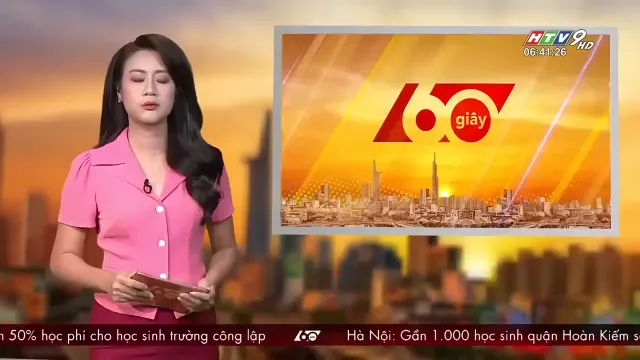 HTV9 HD
06:41:26
60 giây
50% học phí cho học sinh trường công lập
60
Hà Nội: Gần 1.000 học sinh quận Hoàn Kiếm